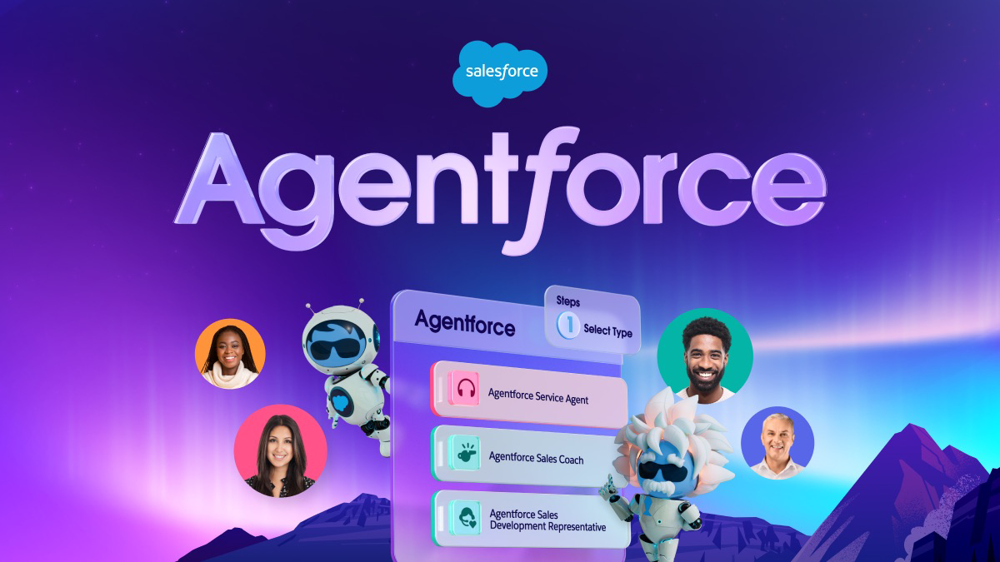 salesforce
Agentforce
Agentforce
Steps
1
Select Type
Agentforce Service Agent
Agentforce Sales Coach
Agentforce Sales
Development Representative